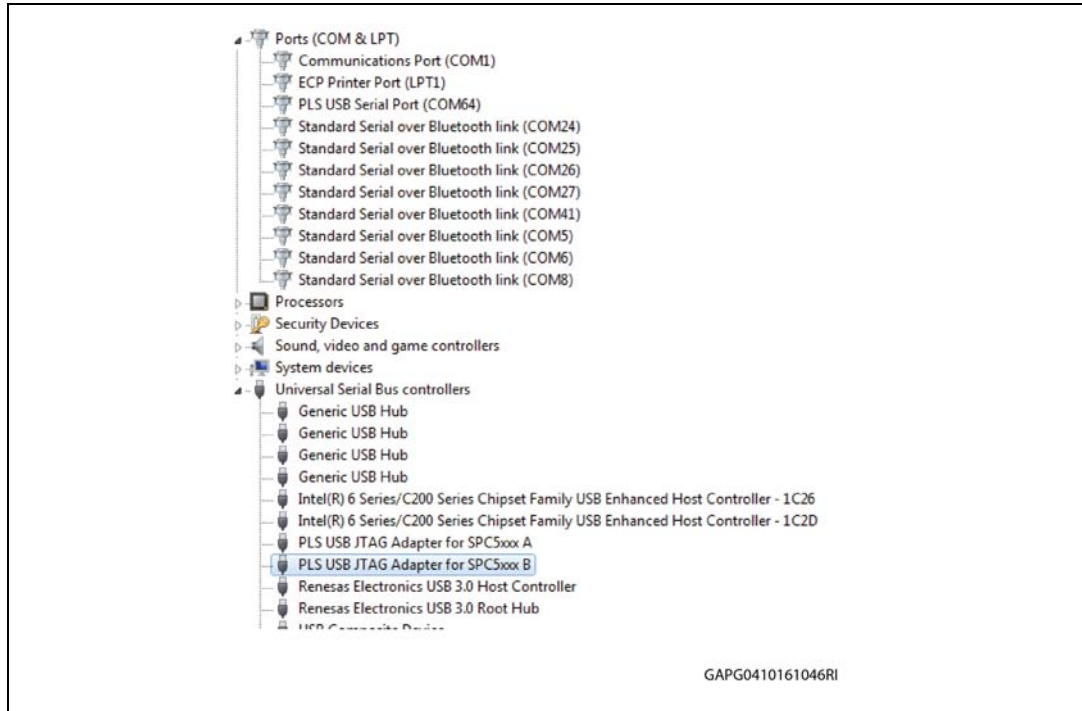 Ports (COM & LPT)
Communications Port (COM1)
ECP Printer Port (LPT1)
PLS USB Serial Port (COM64)
Standard Serial over Bluetooth link (COM24)
Standard Serial over Bluetooth link (COM25)
Standard Serial over Bluetooth link (COM26)
Standard Serial over Bluetooth link (COM27)
Standard Serial over Bluetooth link (COM41)
Standard Serial over Bluetooth link (COM5)
Standard Serial over Bluetooth link (COM6)
Standard Serial over Bluetooth link (COM8)
Processors
Security Devices
Sound, video and game controllers
System devices
Universal Serial Bus controllers
Generic USB Hub
Generic USB Hub
Generic USB Hub
Generic USB Hub
Intel(R) 6 Series/C200 Series Chipset Family USB Enhanced Host Controller - 1C26
Intel(R) 6 Series/C200 Series Chipset Family USB Enhanced Host Controller - 1C2D
PLS USB JTAG Adapter for SPC5xxx A
PLS USB JTAG Adapter for SPC5xxx B
Renesas Electronics USB 3.0 Host Controller
Renesas Electronics USB 3.0 Root Hub
USB Composite Device
GAPG0410161046RI